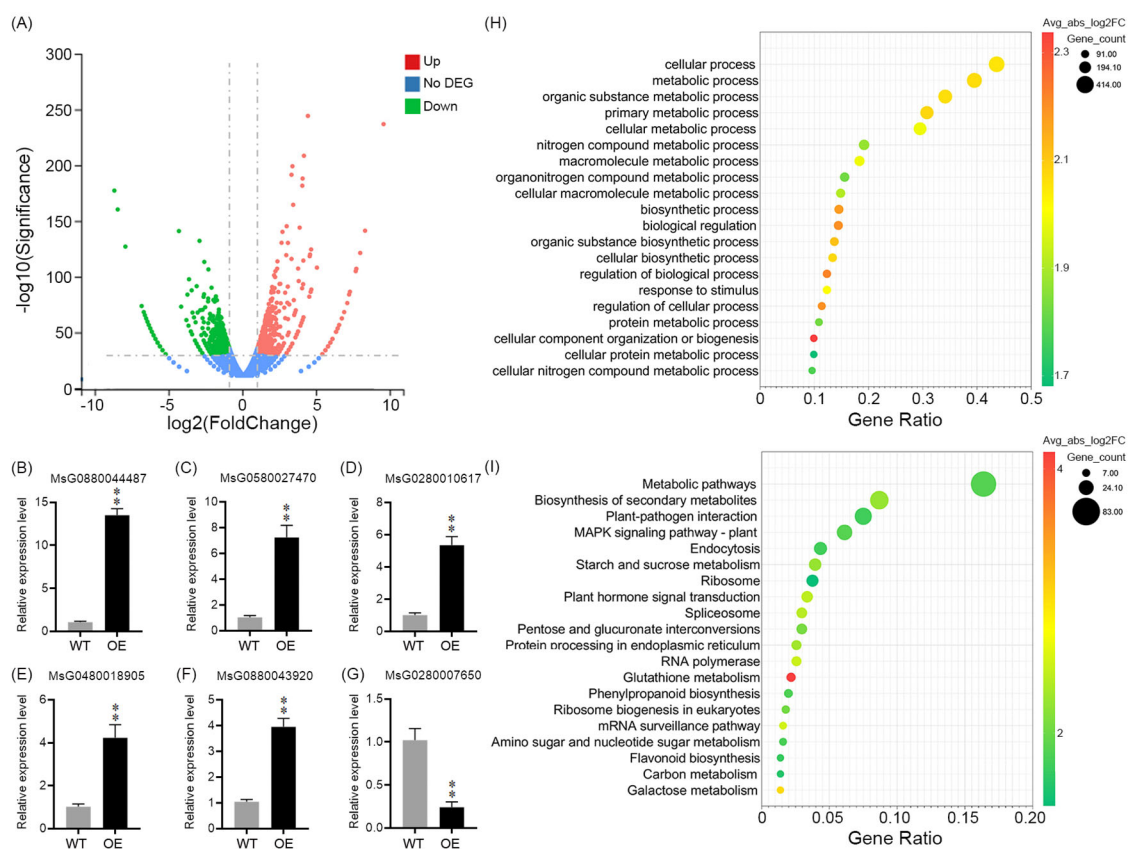 (A)
Up
No DEG
Down
300
250
200
150
100
50
0
-10
-5
0
5
10
-log10(Significance)
log2(FoldChange)
(B)
MsG0880044487
Relative expression level
15
10
5
0
WT OE
**
(C)
MsG0580027470
Relative expression level
10
8
6
4
2
0
WT OE
**
(D)
MsG0280010617
Relative expression level
8
6
4
2
0
WT OE
**
(E)
MsG0480018905
Relative expression level
6
4
2
0
WT OE
**
(F)
MsG0880043920
Relative expression level
5
4
3
2
1
0
WT OE
**
(G)
MsG0280007650
Relative expression level
1.5
1.0
0.5
0.0
WT OE
**
(H)
cellular process
metabolic process
organic substance metabolic process
primary metabolic process
cellular metabolic process
nitrogen compound metabolic process
macromolecule metabolic process
organonitrogen compound metabolic process
cellular macromolecule metabolic process
biosynthetic process
biological regulation
organic substance biosynthetic process
cellular biosynthetic process
regulation of biological process
response to stimulus
regulation of cellular process
protein metabolic process
cellular component organization or biogenesis
cellular protein metabolic process
cellular nitrogen compound metabolic process
0 0.1 0.2 0.3 0.4 0.5
Gene Ratio
Avg_abs_log2FC
2.3
2.1
1.9
1.7
Gene_count
91.00
194.10
414.00
(I)
Metabolic pathways
Biosynthesis of secondary metabolites
Plant-pathogen interaction
MAPK signaling pathway - plant
Endocytosis
Starch and sucrose metabolism
Ribosome
Plant hormone signal transduction
Spliceosome
Pentose and glucuronate interconversions
Protein processing in endoplasmic reticulum
RNA polymerase
Glutathione metabolism
Phenylpropanoid biosynthesis
Ribosome biogenesis in eukaryotes
mRNA surveillance pathway
Amino sugar and nucleotide sugar metabolism
Flavonoid biosynthesis
Carbon metabolism
Galactose metabolism
0 0.05 0.10 0.15 0.20
Gene Ratio
Avg_abs_log2FC
4
2
Gene_count
7.00
24.10
83.00